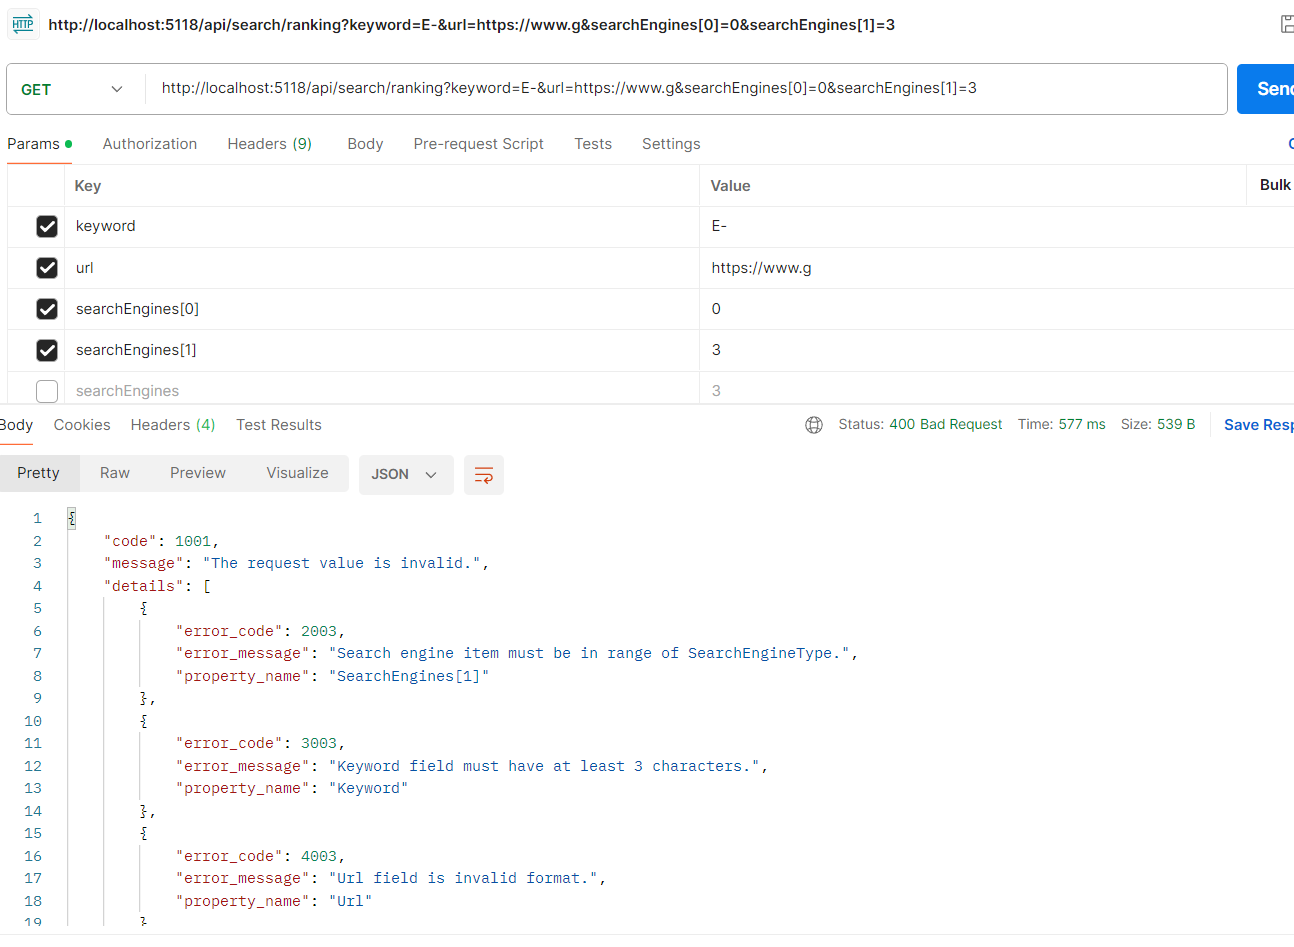 HTTP http://localhost:5118/api/search/ranking?keyword=E-&url=https://www.g&searchEngines[0]=0&searchEngines[1]=3
GET http://localhost:5118/api/search/ranking?keyword=E-&url=https://www.g&searchEngines[0]=0&searchEngines[1]=3 Send
Params Authorization Headers (9) Body Pre-request Script Tests Settings
Key Value Bulk
keyword E-
url https://www.g
searchEngines[0] 0
searchEngines[1] 3
searchEngines 3
Body Cookies Headers (4) Test Results Status: 400 Bad Request Time: 577 ms Size: 539 B Save Resp
Pretty Raw Preview Visualize JSON
1 {
2 "code": 1001,
3 "message": "The request value is invalid.",
4 "details": [
5 {
6 "error_code": 2003,
7 "error_message": "Search engine item must be in range of SearchEngineType.",
8 "property_name": "SearchEngines[1]"
9 },
10 {
11 "error_code": 3003,
12 "error_message": "Keyword field must have at least 3 characters.",
13 "property_name": "Keyword"
14 },
15 {
16 "error_code": 4003,
17 "error_message": "Url field is invalid format.",
18 "property_name": "Url"
19 }